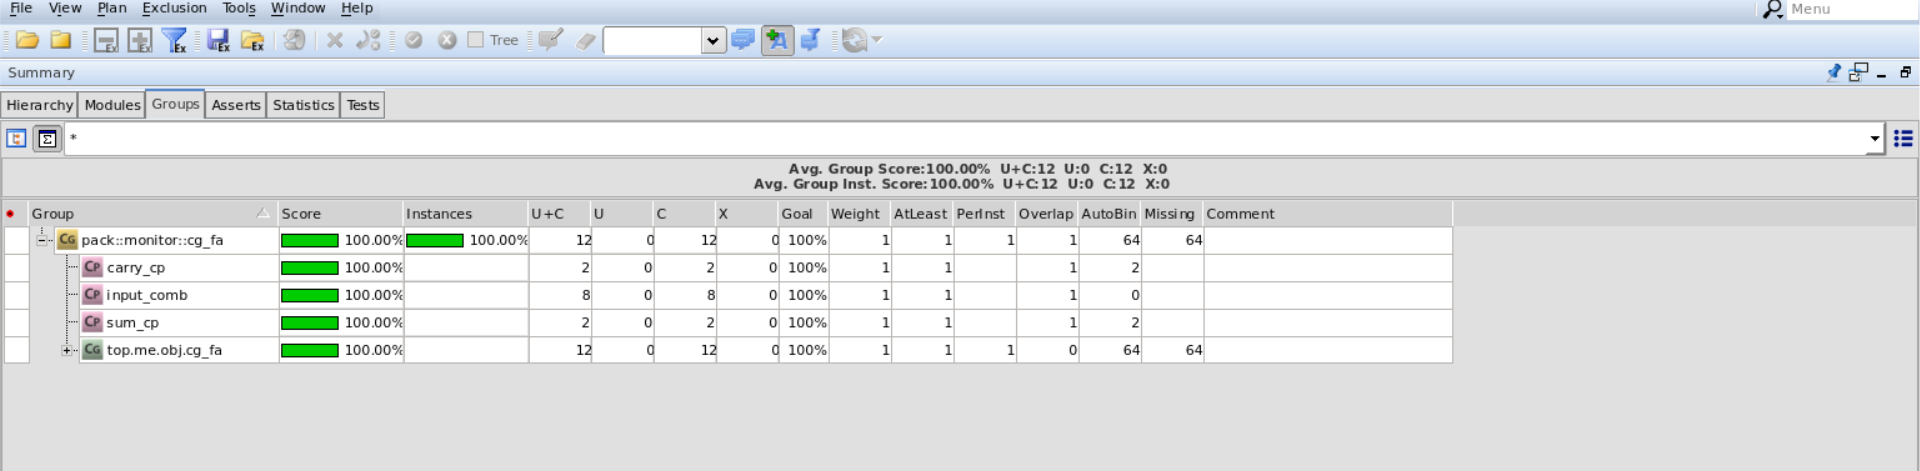 File View Plan Exclusion Tools Window Help Menu
Ex Ex Ex Ex Ex Tree A
Summary
Hierarchy Modules Groups Asserts Statistics Tests
Σ *
Avg. Group Score:100.00% U+C:12 U:0 C:12 X:0
Avg. Group Inst. Score:100.00% U+C:12 U:0 C:12 X:0
Group Score Instances U+C U C X Goal Weight AtLeast PerInst Overlap AutoBin Missing Comment
CG pack::monitor::cg_fa 100.00% 100.00% 12 0 12 0 100% 1 1 1 1 64 64
CP carry_cp 100.00% 2 0 2 0 100% 1 1 1 2
CP input_comb 100.00% 8 0 8 0 100% 1 1 1 0
CP sum_cp 100.00% 2 0 2 0 100% 1 1 1 2
CG top.me.obj.cg_fa 100.00% 12 0 12 0 100% 1 1 1 0 64 64